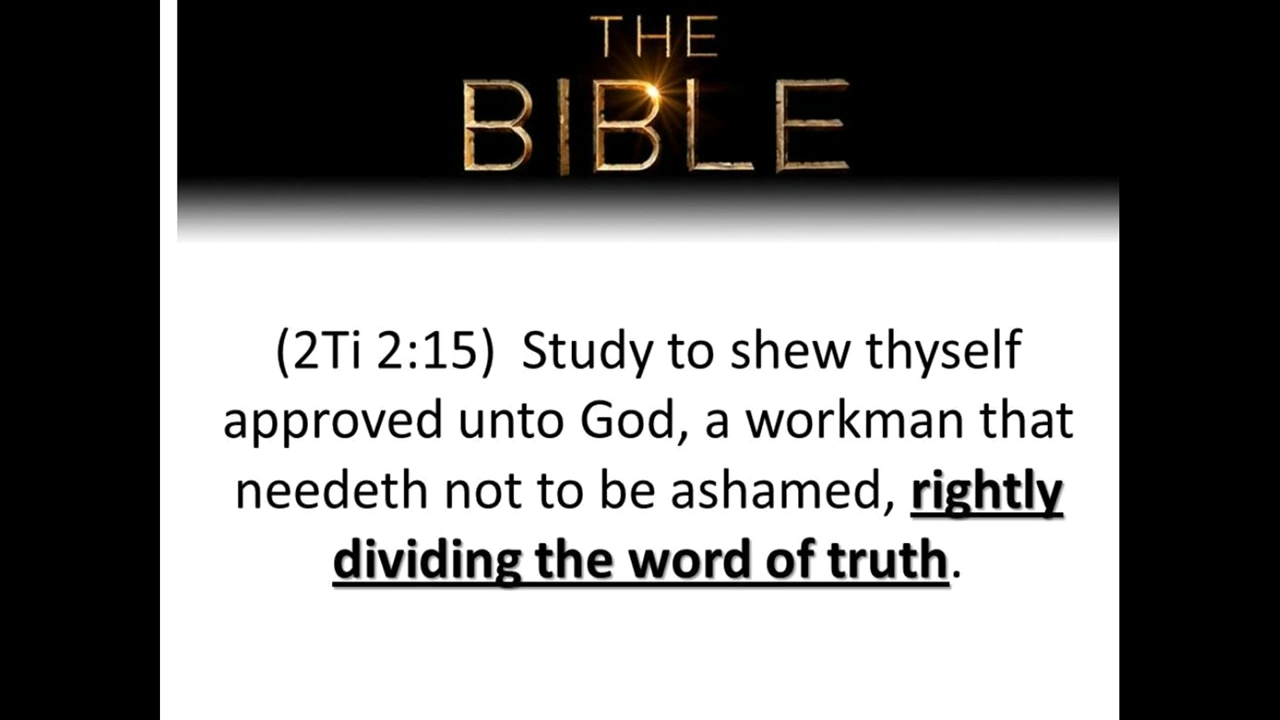 THE
BIBLE
(2Ti 2:15)  Study to shew thyself
approved unto God, a workman that
needeth not to be ashamed, rightly
dividing the word of truth.